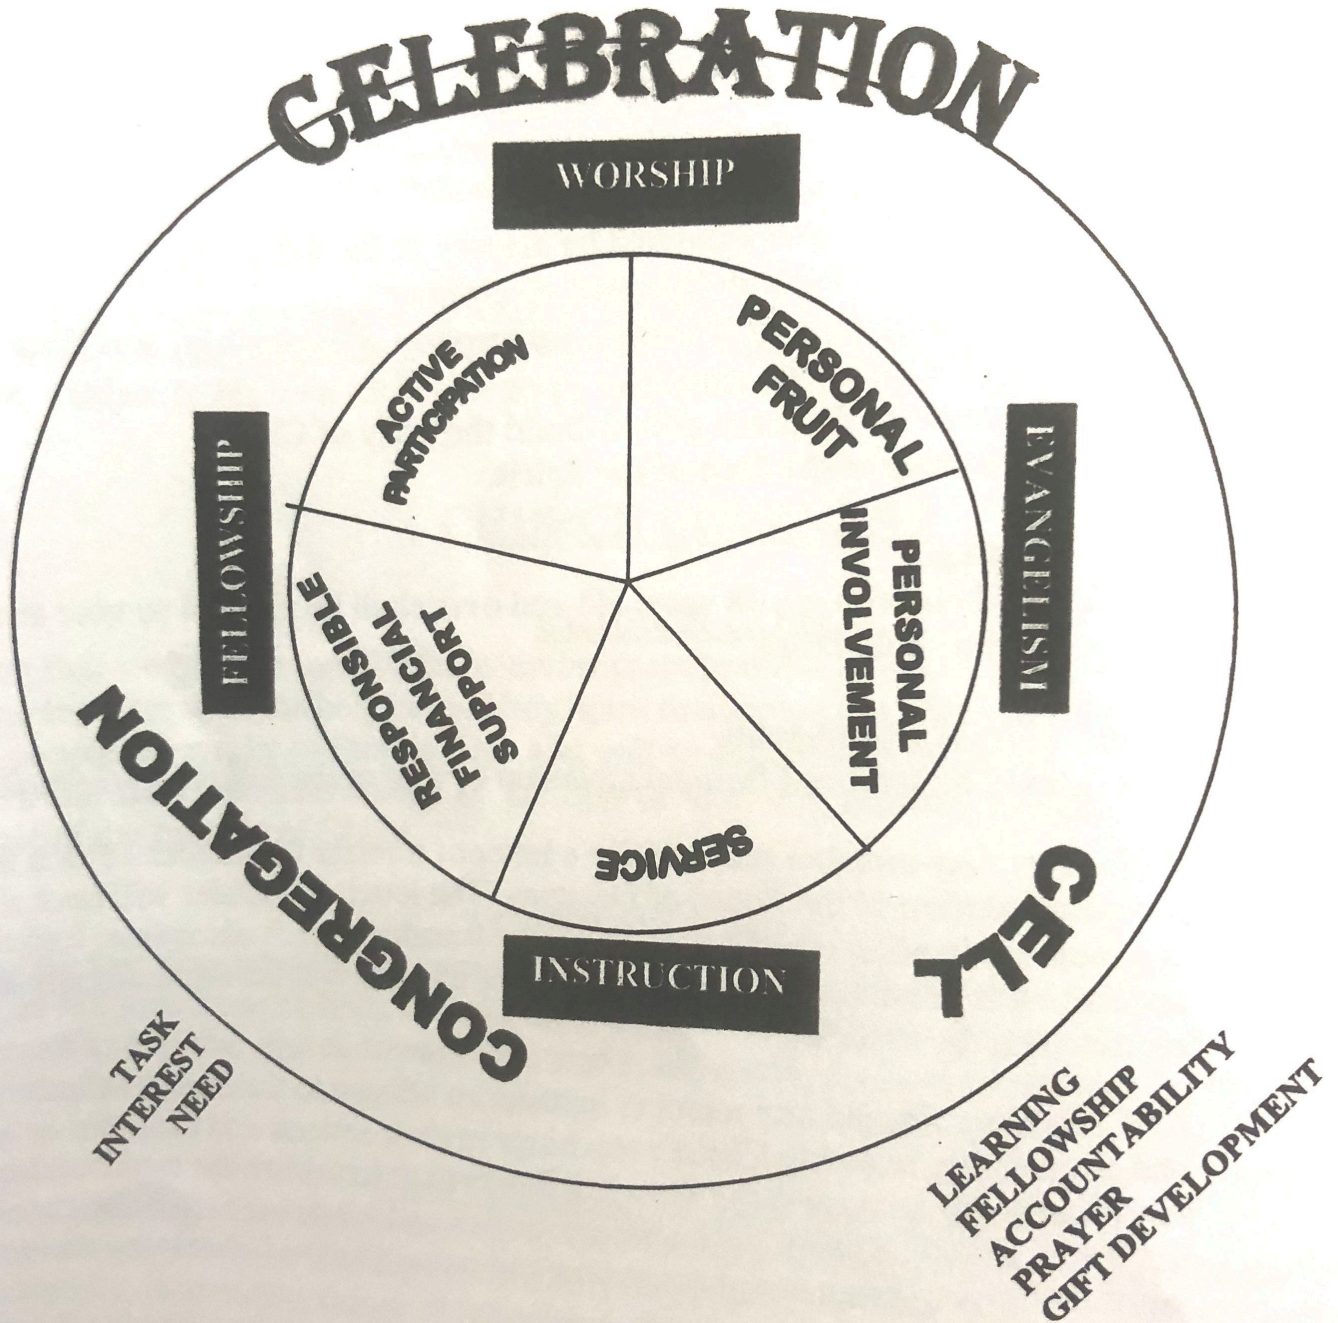 CELEBRATION
WORSHIP
PERSONAL
FRUIT
ACTIVE
PARTICIPATION
FELLOWSHIP
EVANGELISM
PERSONAL
INVOLVEMENT
RESPONSIBLE
FINANCIAL
SUPPORT
SERVICE
INSTRUCTION
CONGREGATION
CELL
TASK
INTEREST
NEED
LEARNING
FELLOWSHIP
ACCOUNTABILITY
PRAYER
GIFT DEVELOPMENT